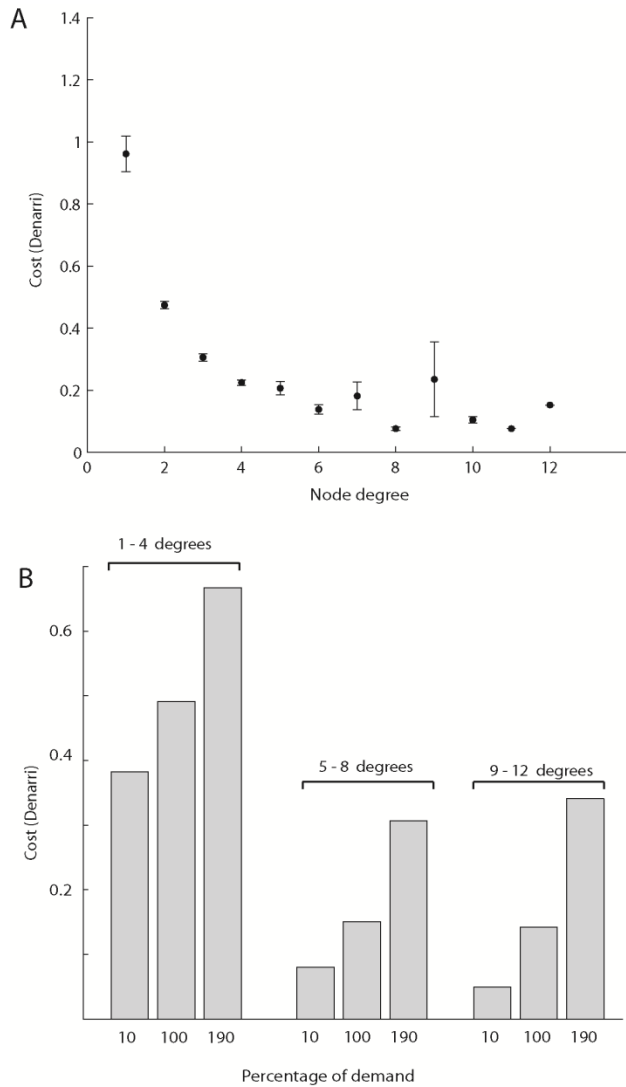 A
1.4
1.2
1
0.8
0.6
0.4
0.2
0
Cost (Denarri)
0 2 4 6 8 10 12
Node degree
B
1 - 4 degrees
5 - 8 degrees
9 - 12 degrees
0.6
0.4
0.2
Cost (Denarri)
10 100 190 10 100 190 10 100 190
Percentage of demand